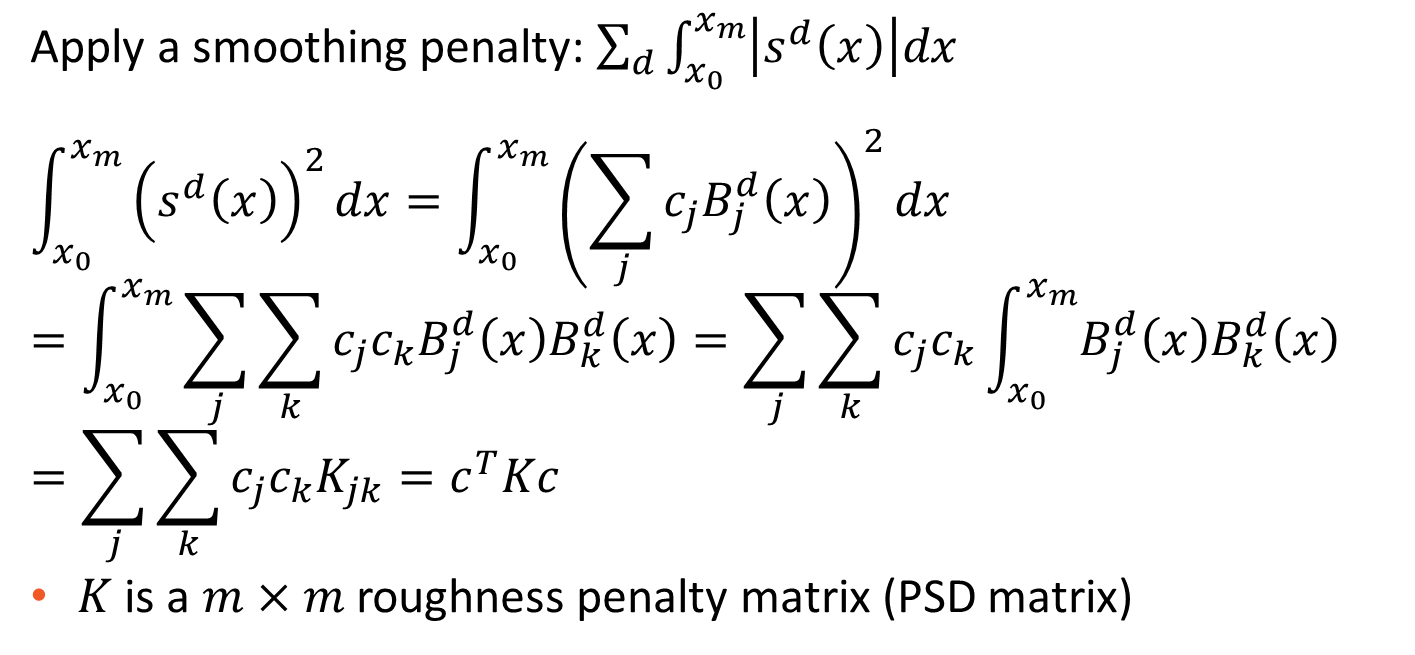 Apply a smoothing penalty: ∑_d ∫_{x_0}^{x_m} |s^d(x)|dx
∫_{x_0}^{x_m} (s^d(x))^2 dx = ∫_{x_0}^{x_m} (∑_j c_j B_j^d(x))^2 dx
= ∫_{x_0}^{x_m} ∑_j ∑_k c_j c_k B_j^d(x) B_k^d(x) = ∑_j ∑_k c_j c_k ∫_{x_0}^{x_m} B_j^d(x) B_k^d(x)
= ∑_j ∑_k c_j c_k K_{jk} = c^T Kc
• K is a m × m roughness penalty matrix (PSD matrix)